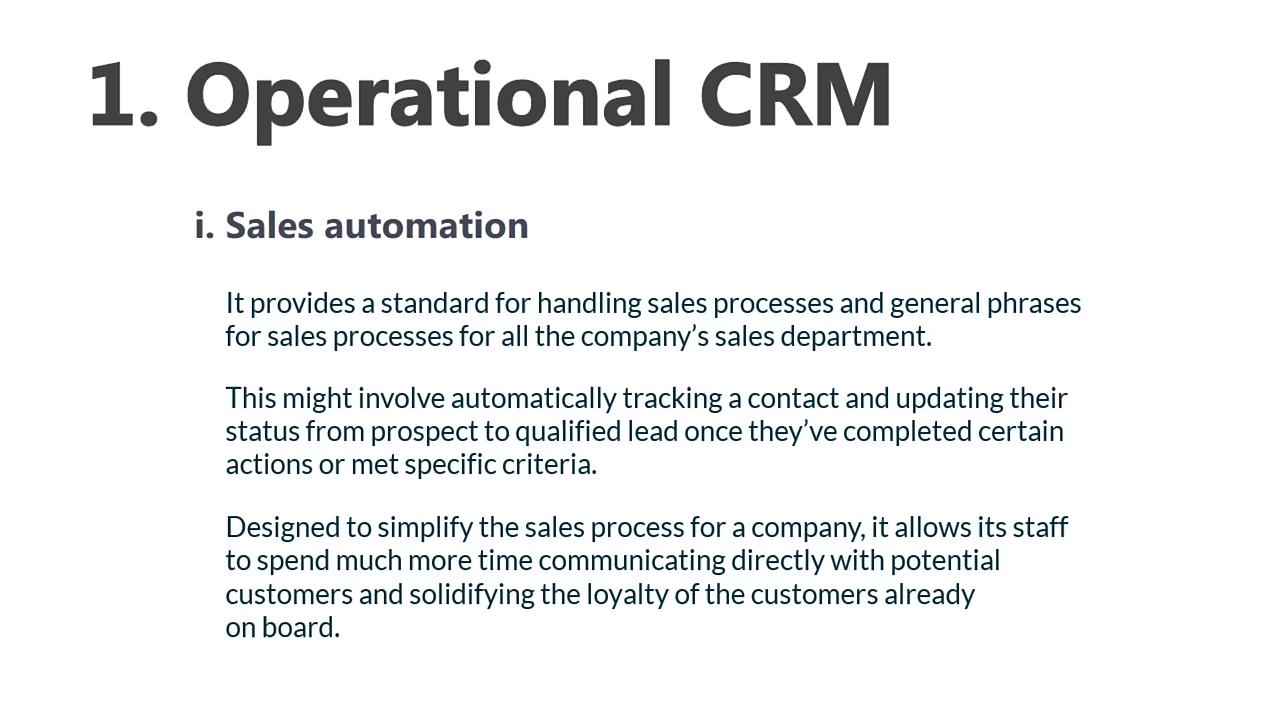 1. Operational CRM
i. Sales automation
It provides a standard for handling sales processes and general phrases
for sales processes for all the company’s sales department.
This might involve automatically tracking a contact and updating their
status from prospect to qualified lead once they’ve completed certain
actions or met specific criteria.
Designed to simplify the sales process for a company, it allows its staff
to spend much more time communicating directly with potential
customers and solidifying the loyalty of the customers already
on board.